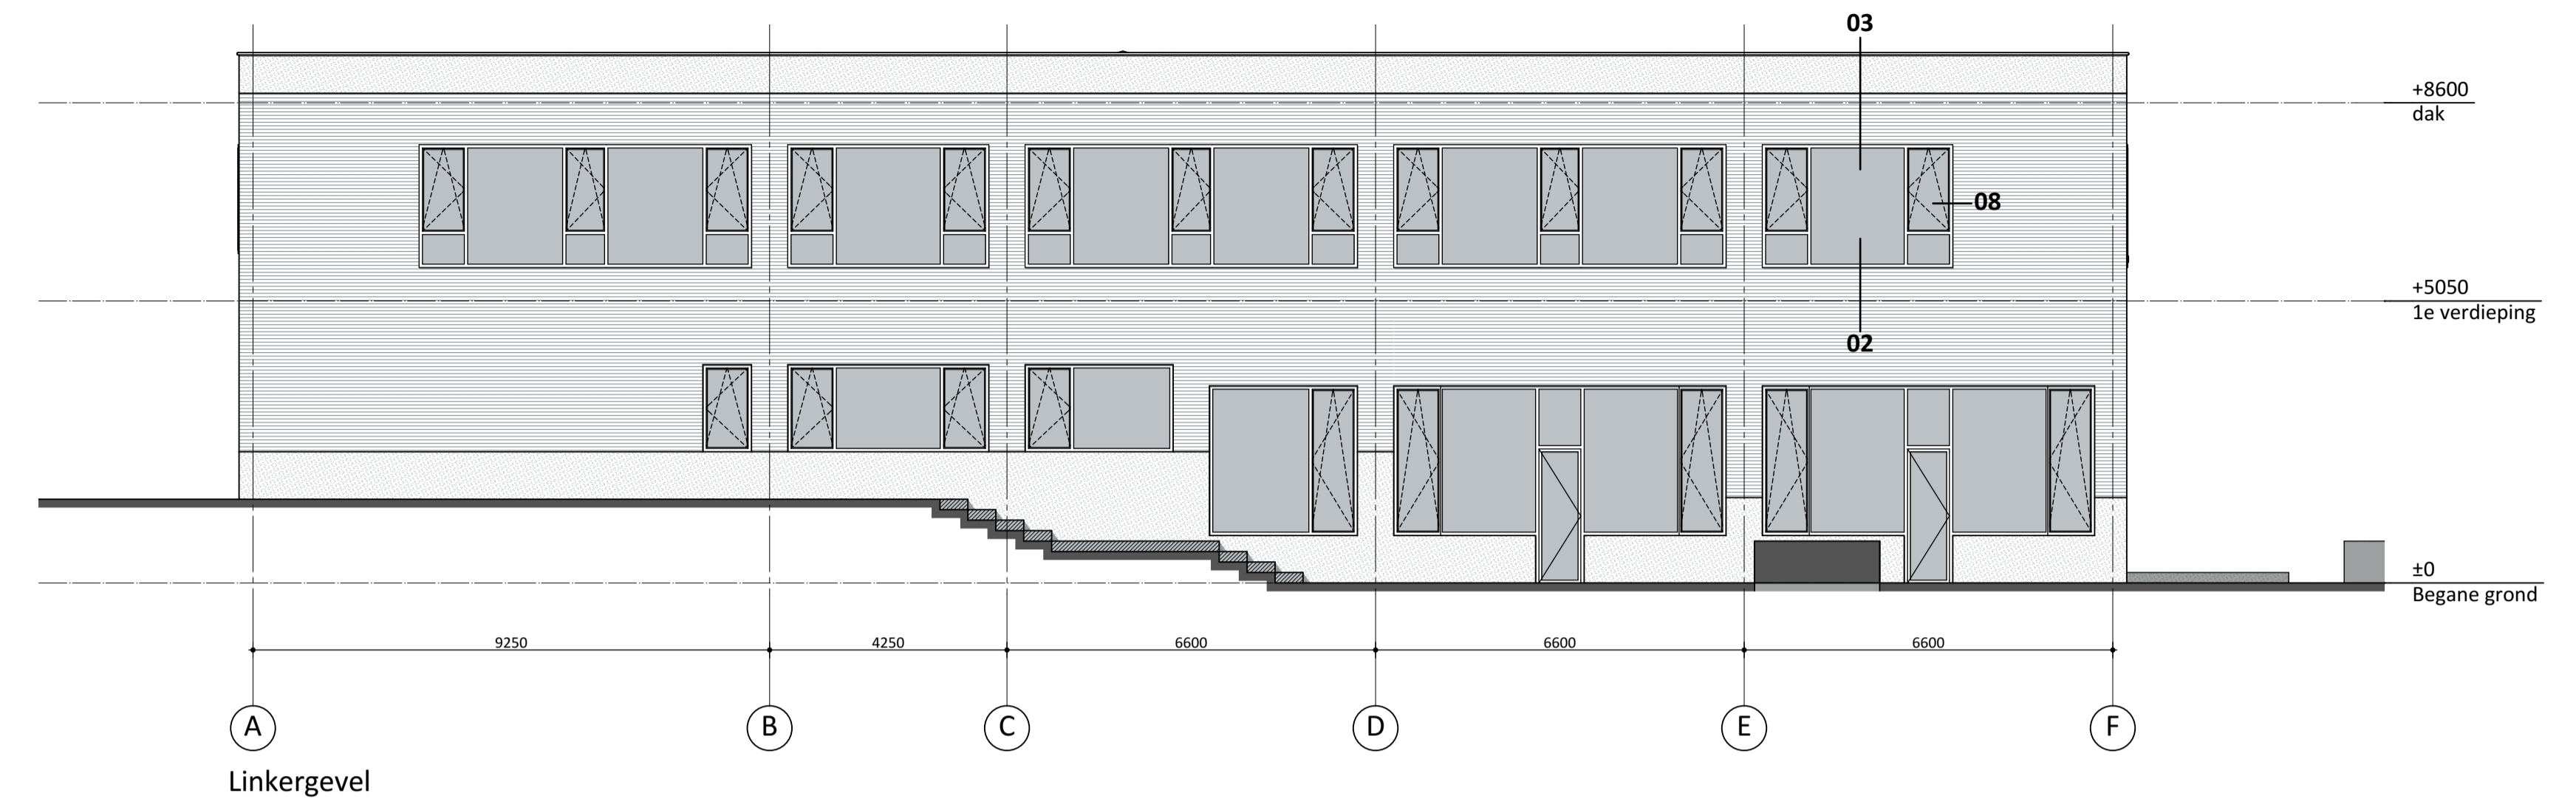 03
+8600
dak
08
+5050
1e verdieping
02
±0
Begane grond
9250 4250 6600 6600 6600
A B C D E F
Linkergevel